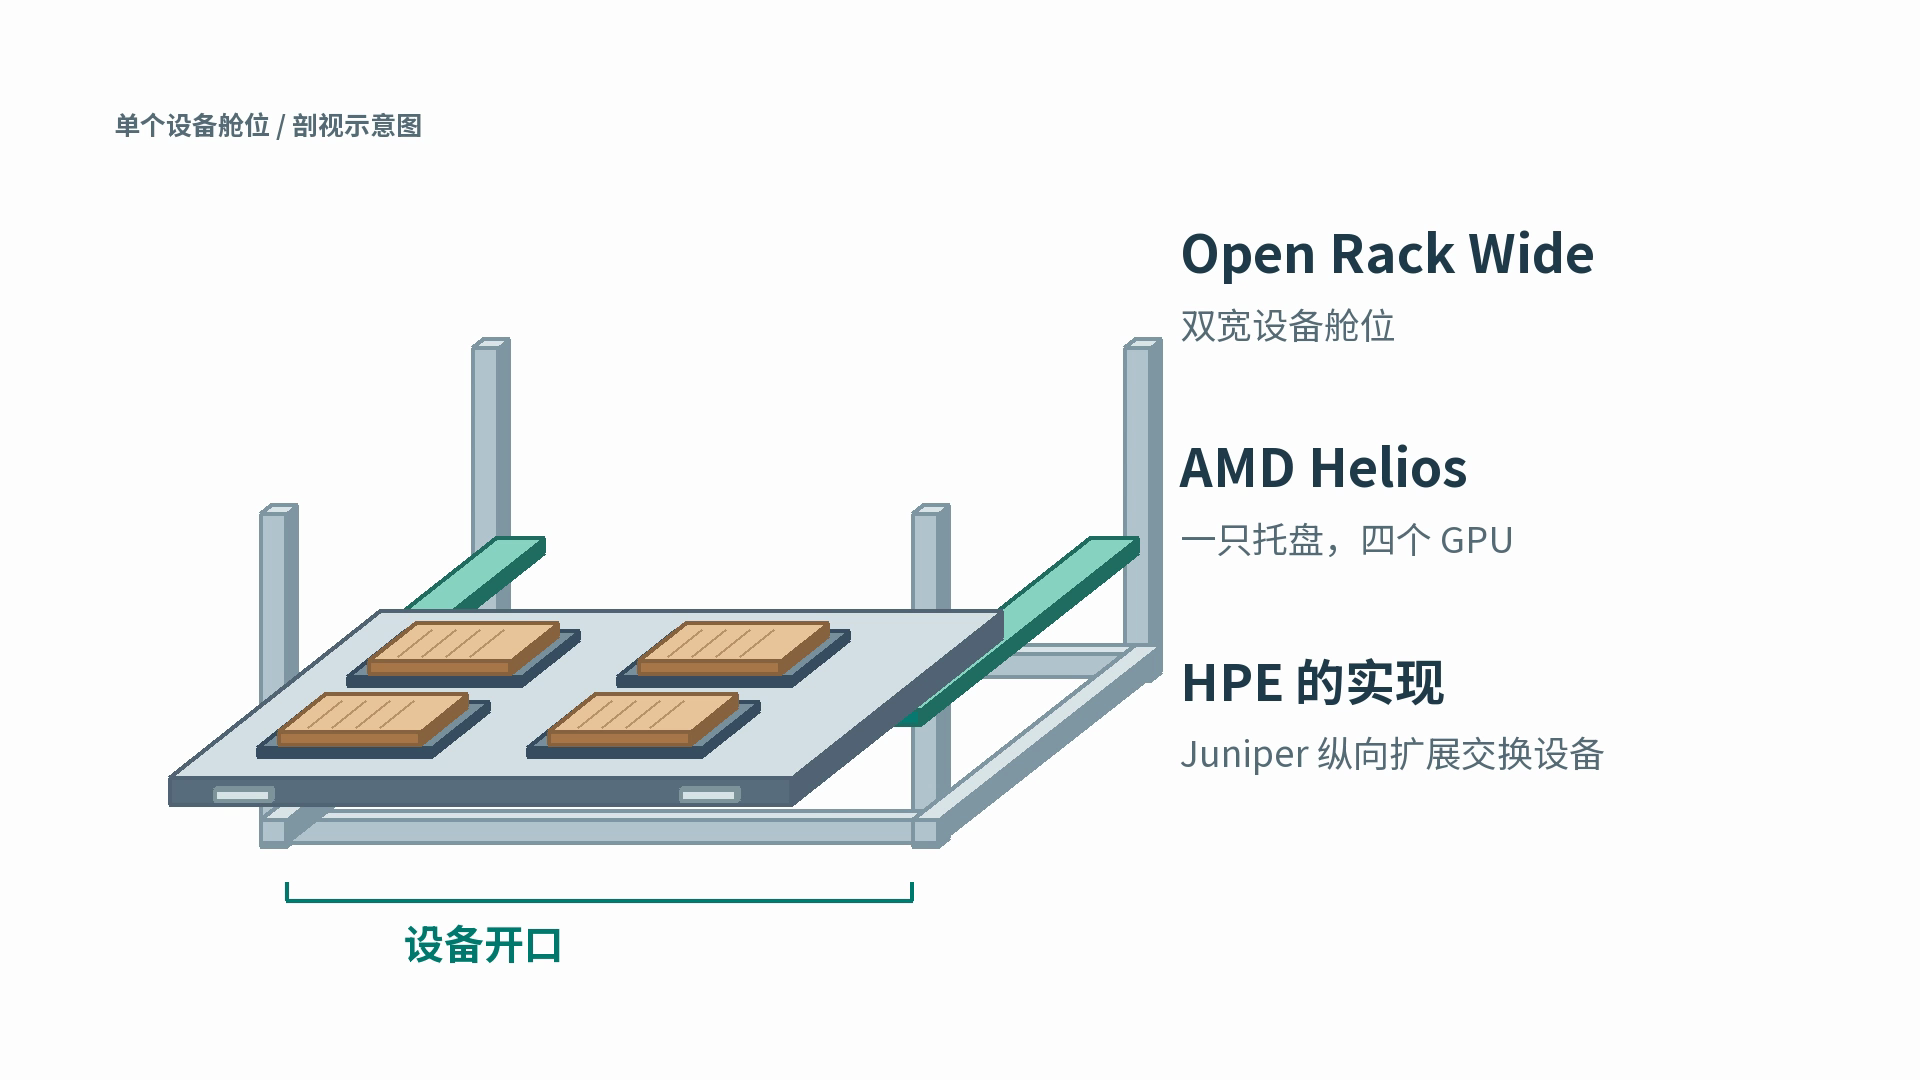 单个设备舱位 / 剖视示意图
Open Rack Wide
双宽设备舱位
AMD Helios
一只托盘，四个 GPU
HPE 的实现
Juniper 纵向扩展交换设备
设备开口